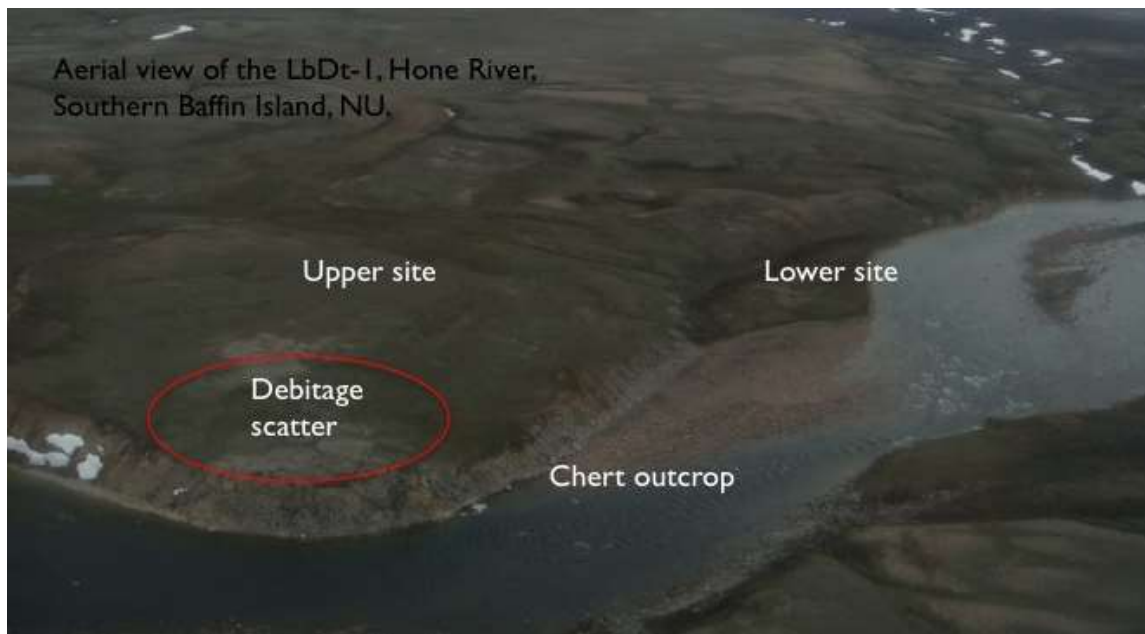 Aerial view of the LbDt-1, Hone River,
Southern Baffin Island, NU.
Upper site
Lower site
Debitage
scatter
Chert outcrop